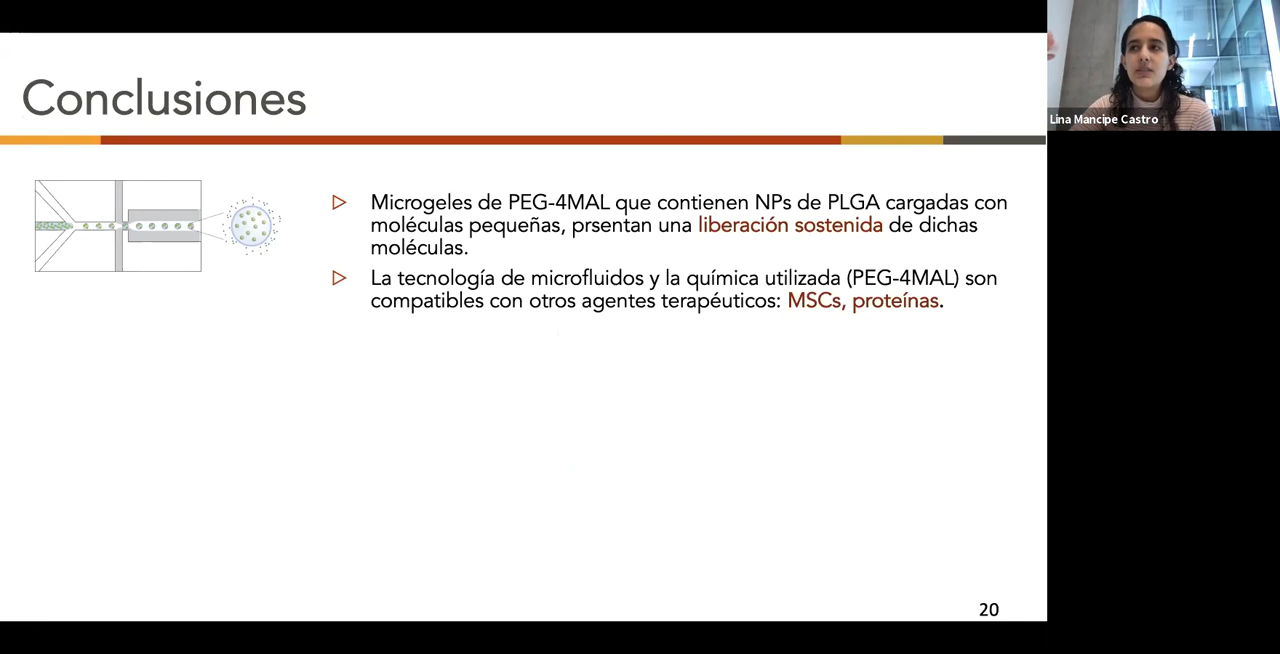 Conclusiones
Lina Mancipe Castro
Microgeles de PEG-4MAL que contienen NPs de PLGA cargadas con
moléculas pequeñas, prsentan una liberación sostenida de dichas
moléculas.
La tecnología de microfluidos y la química utilizada (PEG-4MAL) son
compatibles con otros agentes terapéuticos: MSCs, proteínas.
20